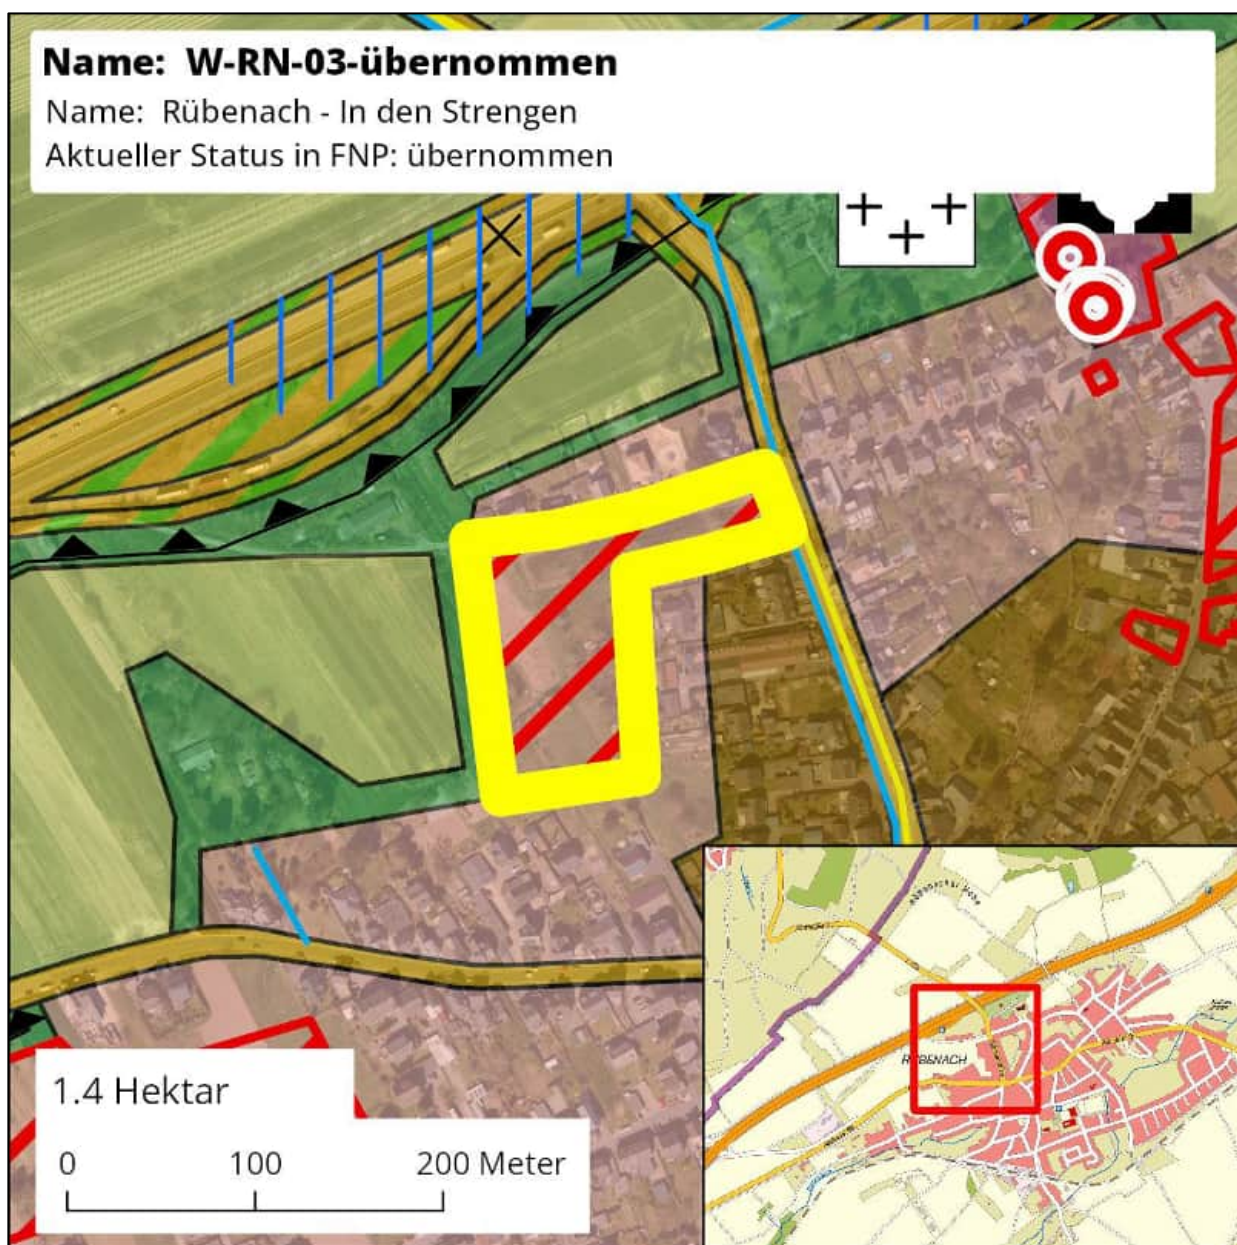 Name: W-RN-03-übernommen
Name: Rübenach - In den Strengen
Aktueller Status in FNP: übernommen
RÜBENACH
1.4 Hektar
0 100 200 Meter